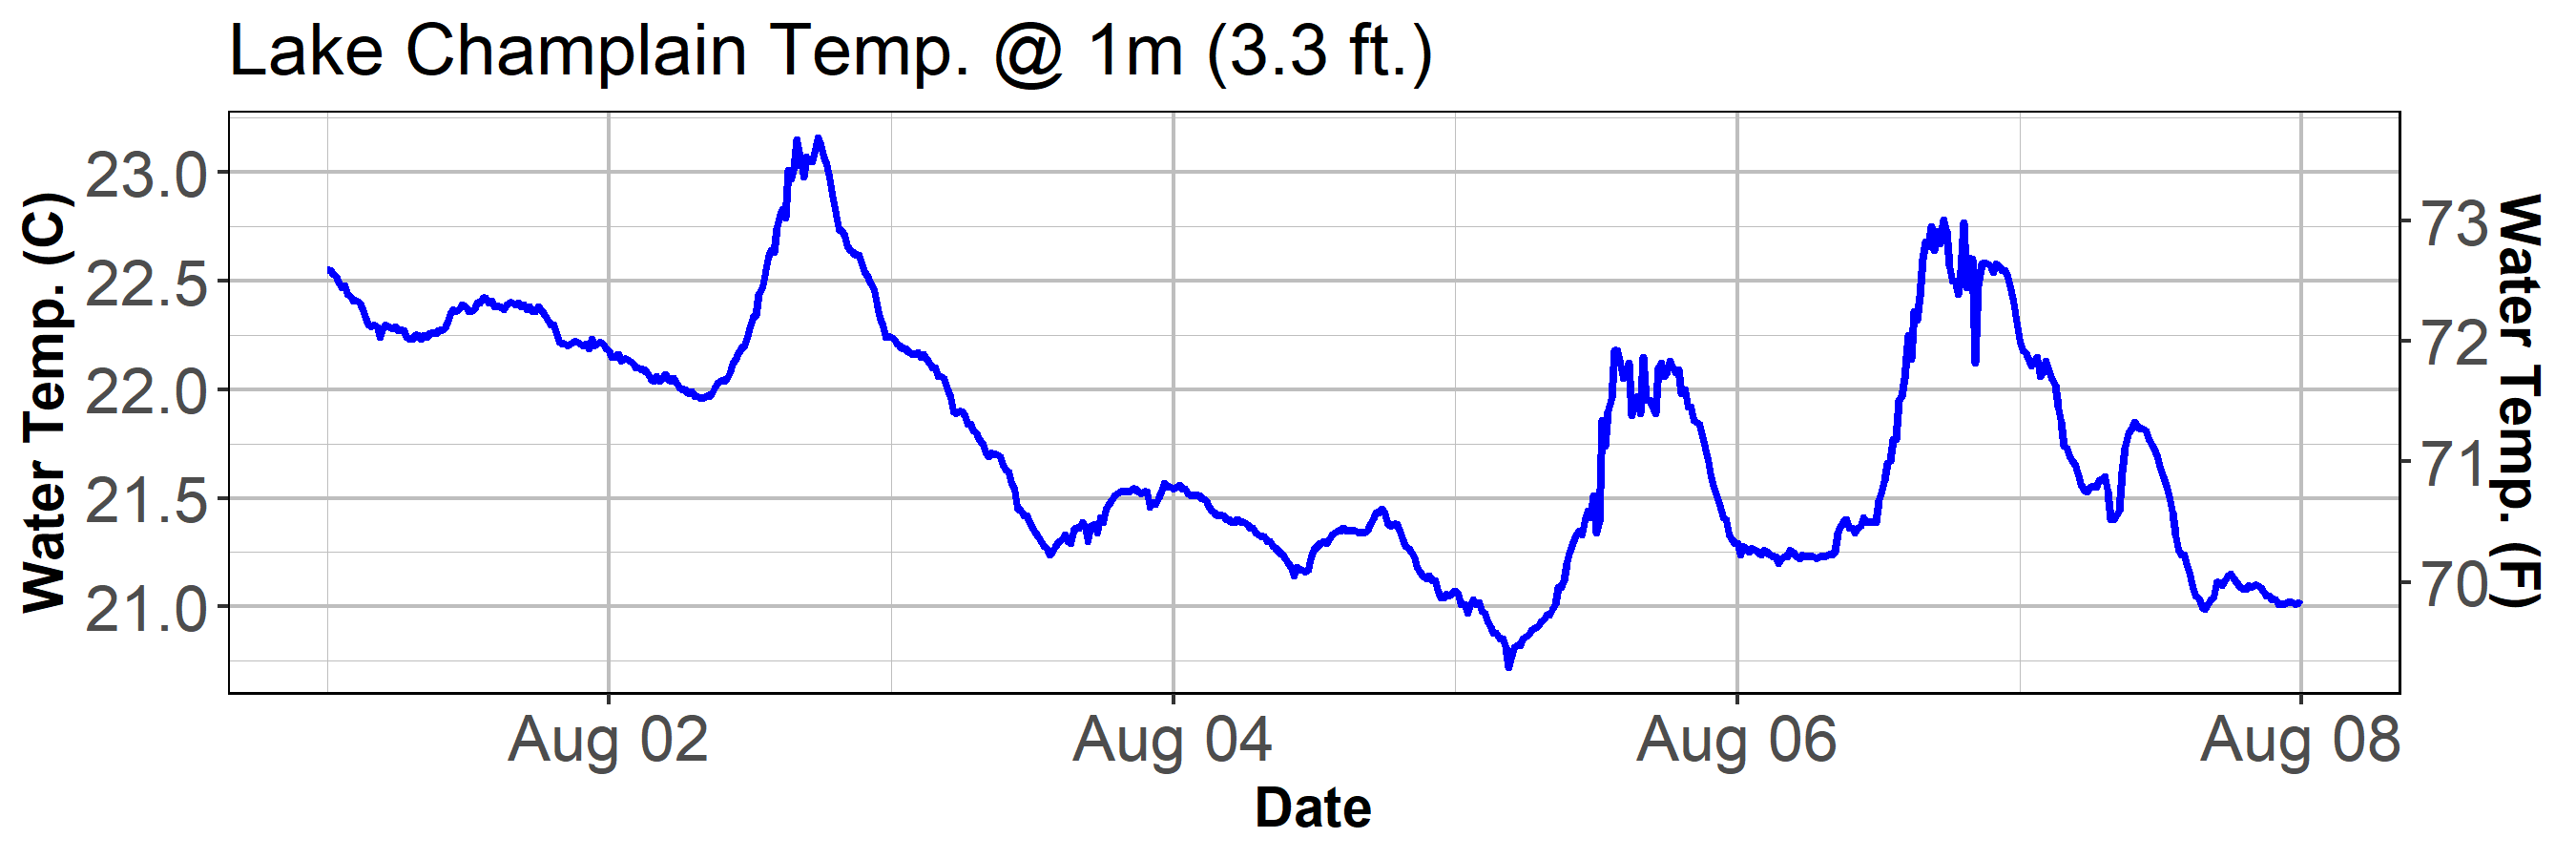 Lake Champlain Temp. @ 1m (3.3 ft.)
Water Temp. (C)
23.0
22.5
22.0
21.5
21.0
73
72
71
70
Water Temp. (F)
Aug 02
Aug 04
Aug 06
Aug 08
Date